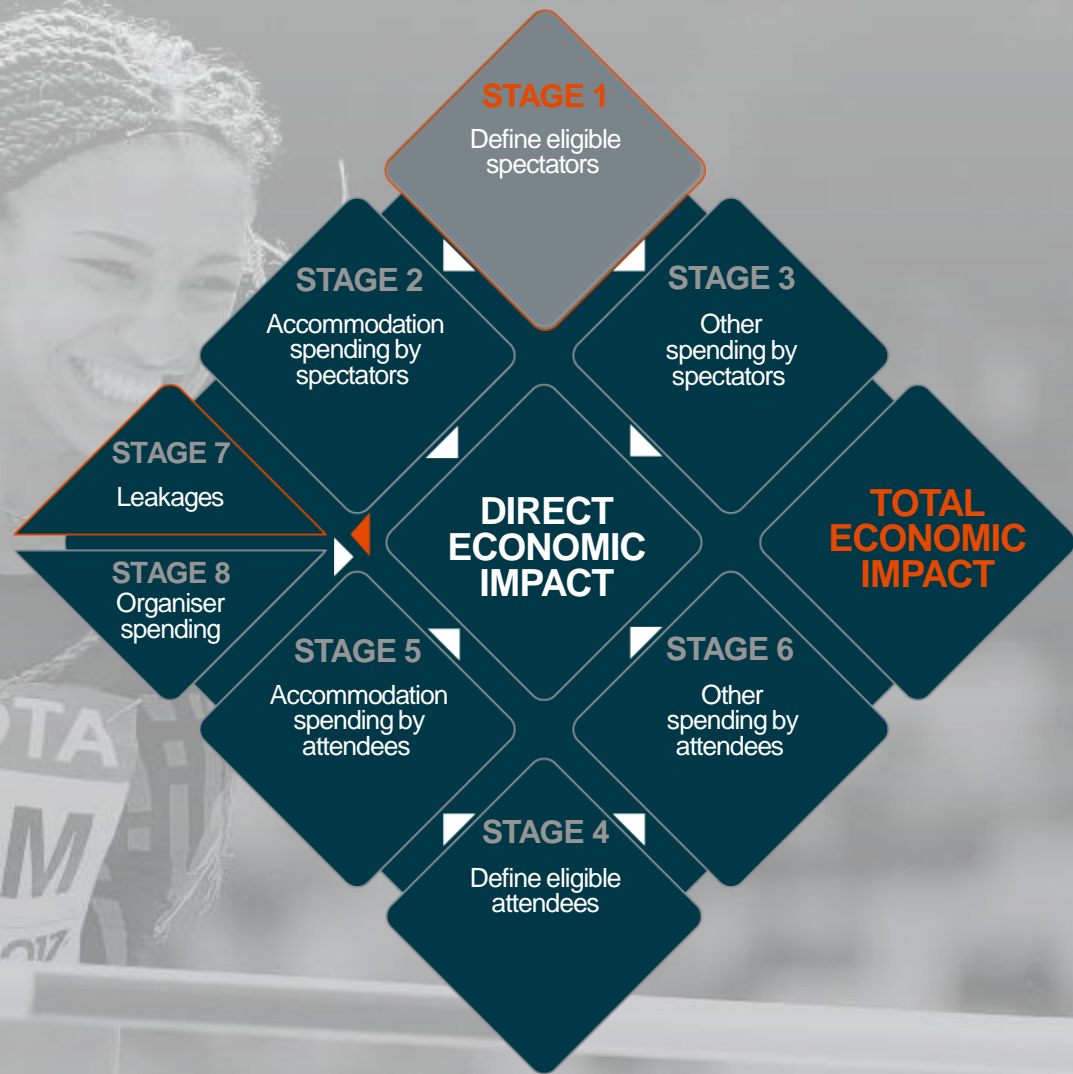 STAGE 1
Define eligible
spectators
STAGE 2
Accommodation
spending by
spectators
STAGE 3
Other
spending by
spectators
STAGE 7
Leakages
STAGE 8
Organiser
spending
DIRECT
ECONOMIC
IMPACT
TOTAL
ECONOMIC
IMPACT
STAGE 5
Accommodation
spending by
attendees
STAGE 6
Other
spending by
attendees
STAGE 4
Define eligible
attendees